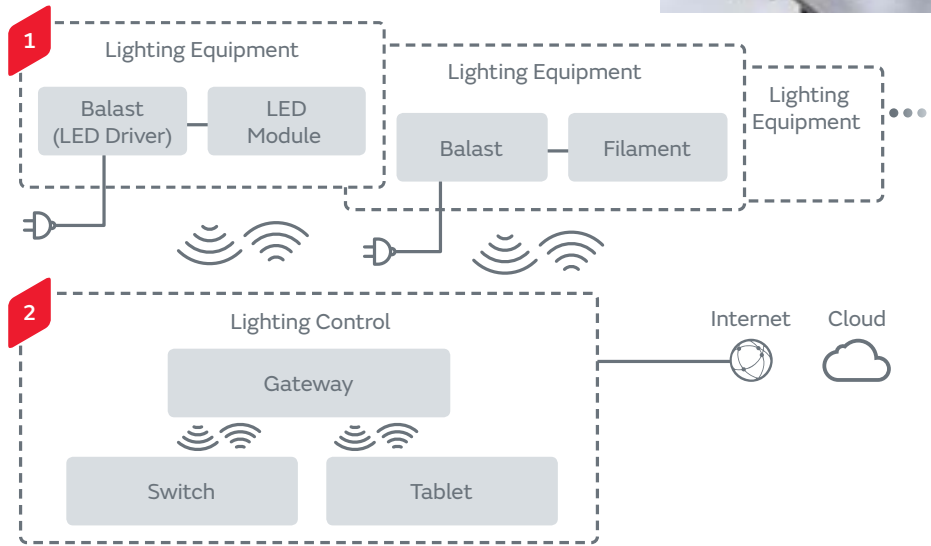 1
Lighting Equipment
Balast
(LED Driver)
LED
Module
Lighting Equipment
Balast
Filament
Lighting
Equipment
2
Lighting Control
Gateway
Switch
Tablet
Internet
Cloud